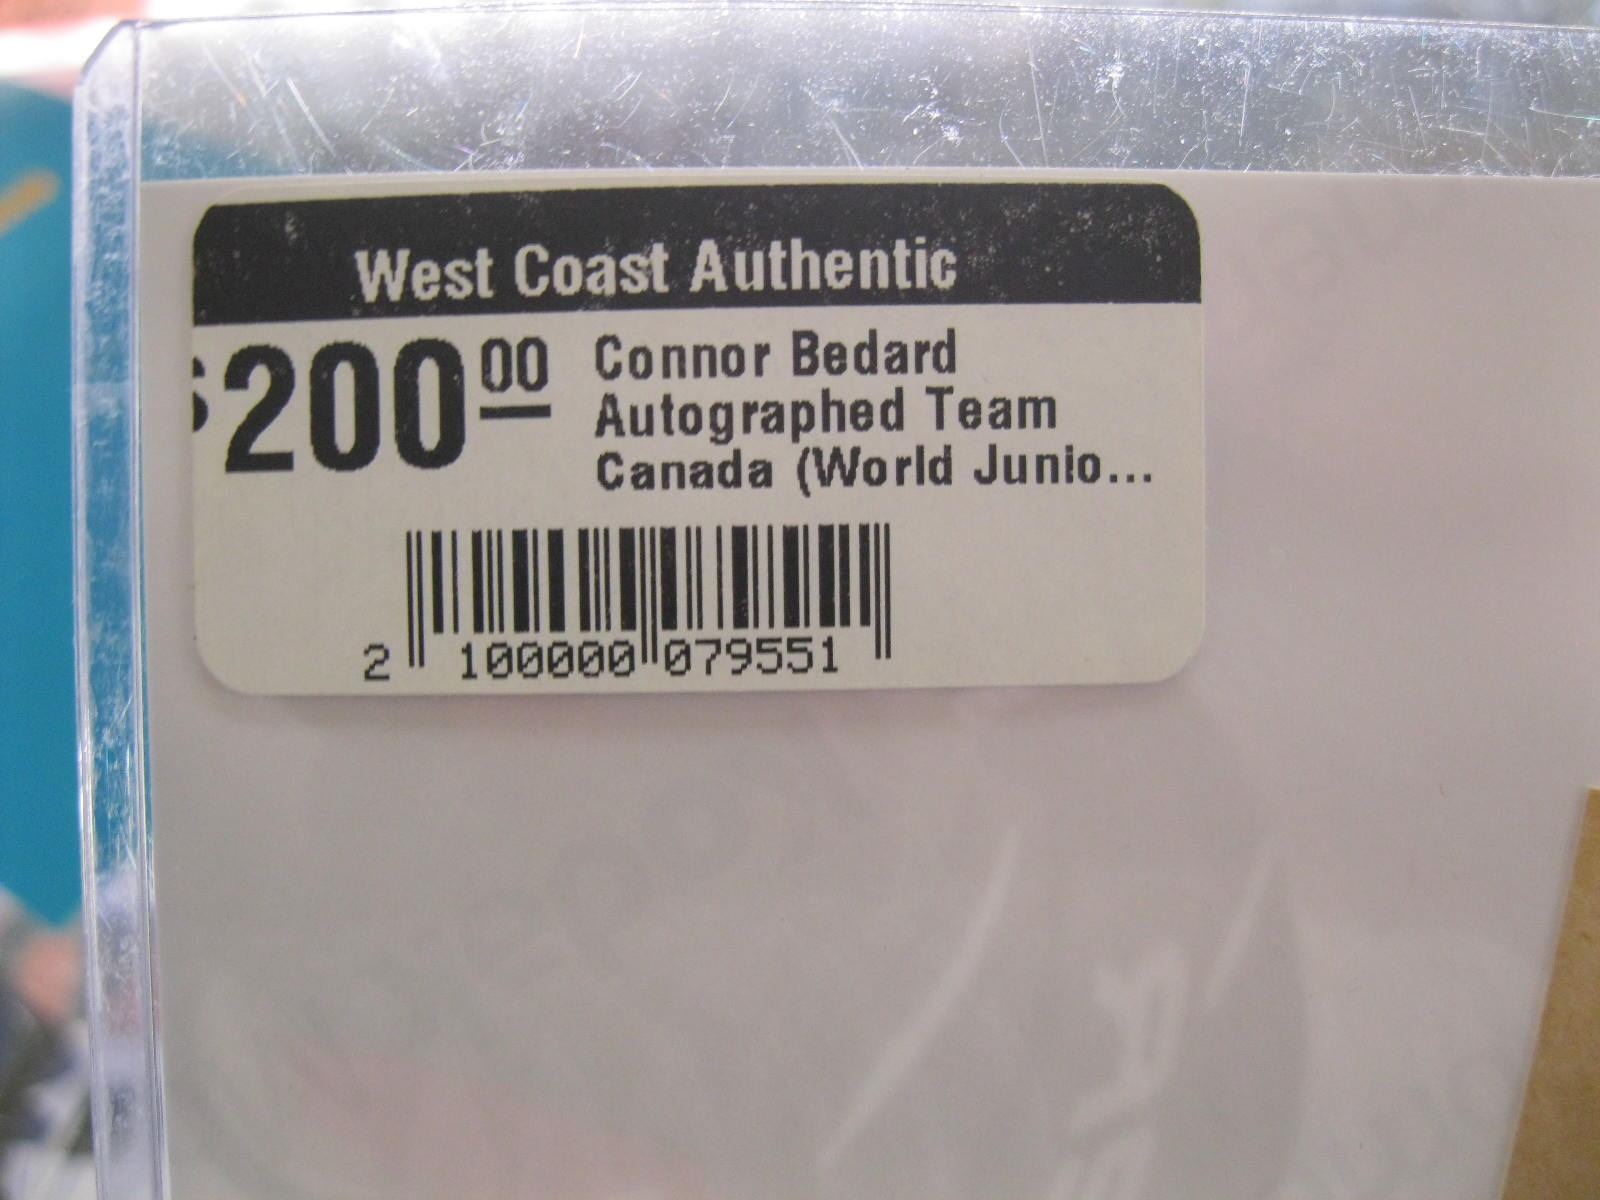 West Coast Authentic
$200.00
Connor Bedard
Autographed Team
Canada (World Junio...
2 100000 079551